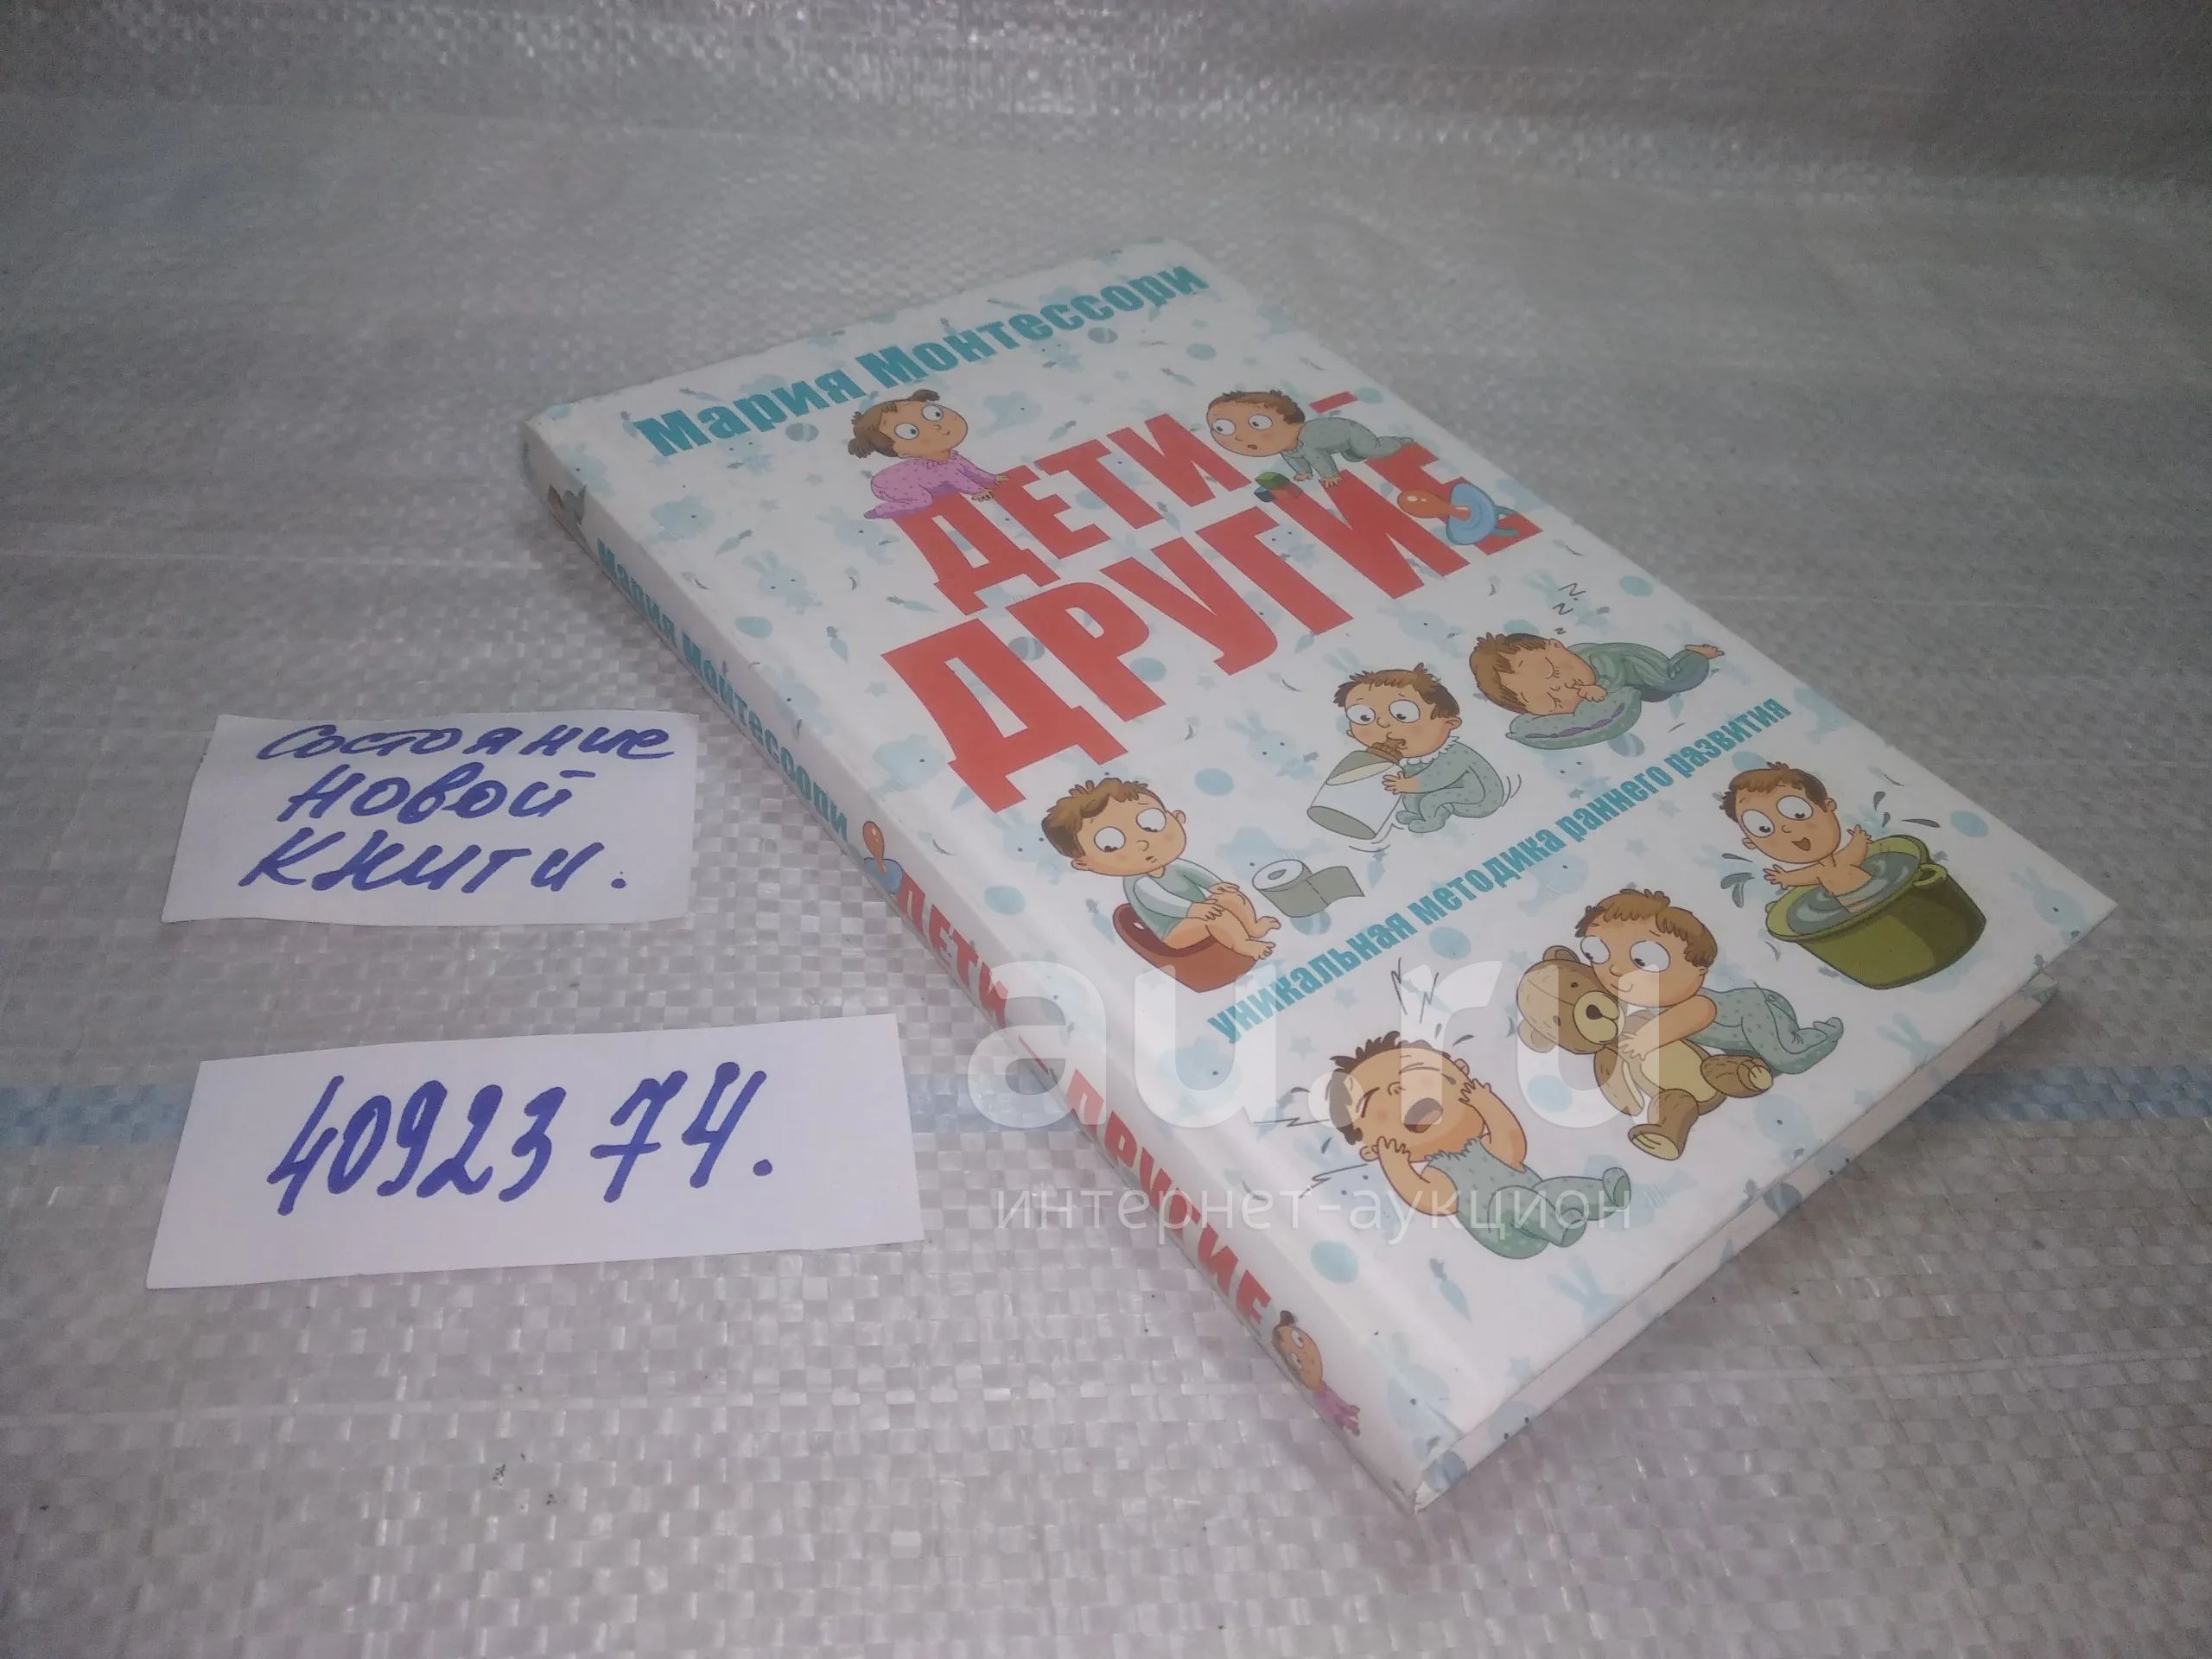 Мария Монтессори
ДЕТИ -
ДРУГИЕ
уникальная методика раннего развития
Мария Монтессори ДЕТИ - ДРУГИЕ
Состояние
новой
книги.
4092374.
au.ru
интернет-аукцион